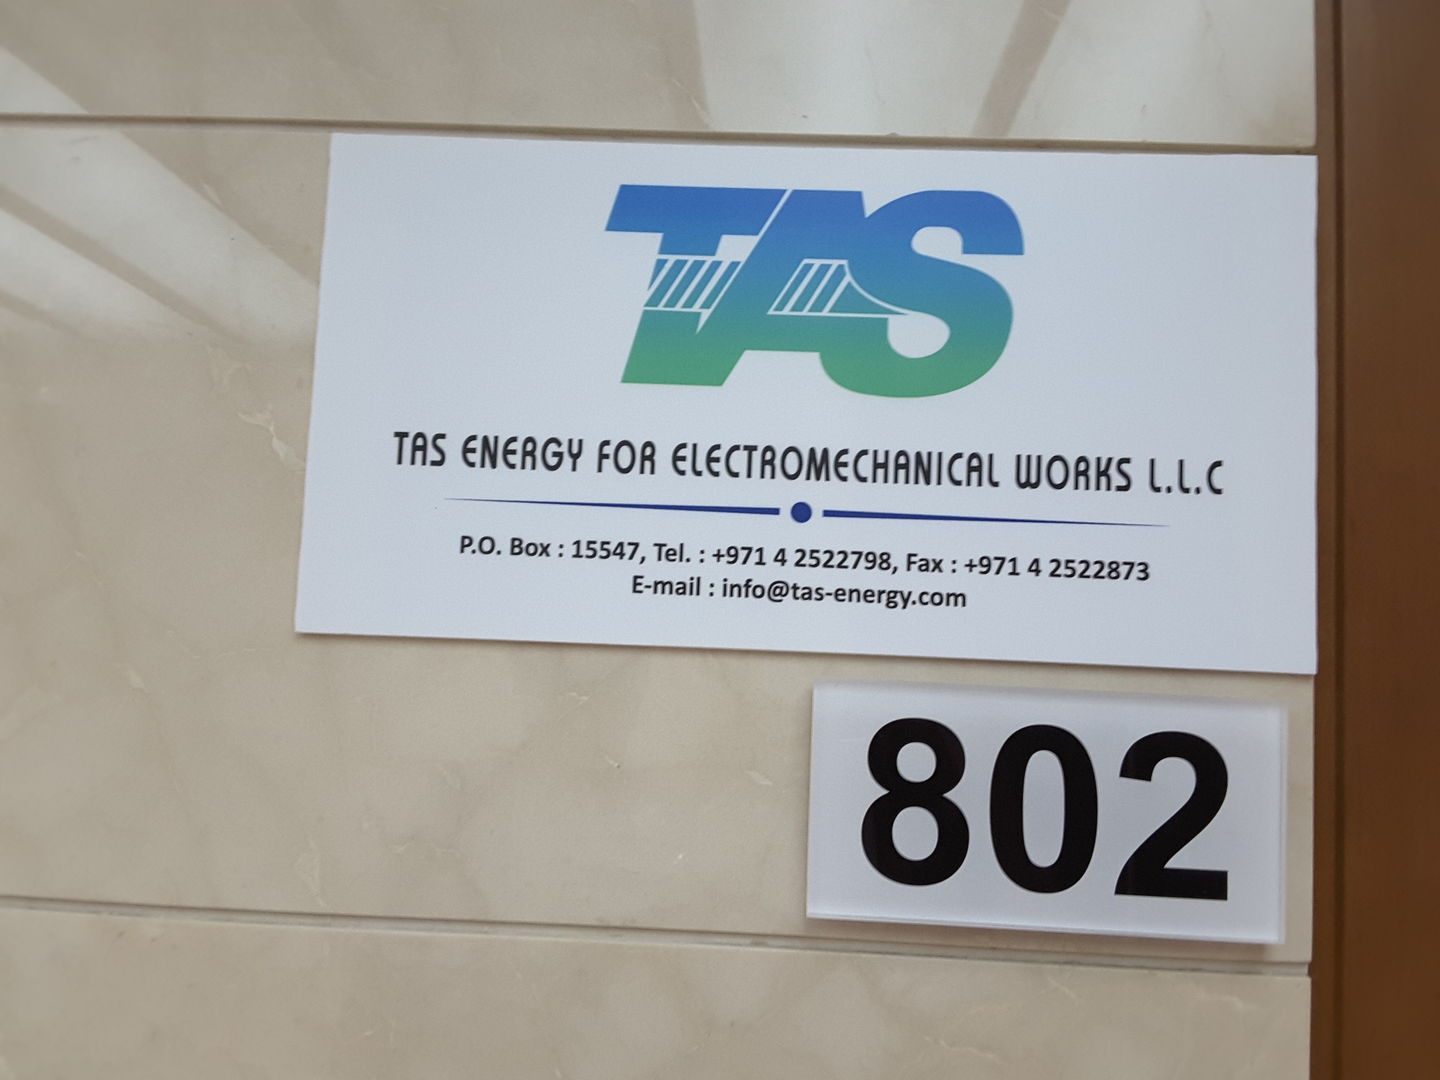 TAS
TAS ENERGY FOR ELECTROMECHANICAL WORKS L.L.C
P.O. Box : 15547, Tel. : +971 4 2522798, Fax : +971 4 2522873
E-mail : info@tas-energy.com
802